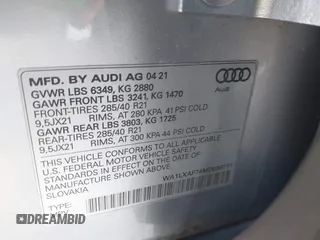 MFD. BY AUDI AG 04 21
GVWR LBS 6349, KG 2880
GAWR FRONT LBS 3241, KG 1470
FRONT-TIRES 285/40 R21
9,5JX21 RIMS, AT 280 KPA 41 PSI COLD
GAWR REAR LBS 3803, KG 1725
REAR-TIRES 285/40 R21
9,5JX21 RIMS, AT 300 KPA 44 PSI COLD
THIS VEHICLE CONFORMS TO ALL APPLICABLE
U.S. FEDERAL MOTOR VEHICLE SAFETY STANDARDS
IN EFFECT ON THE DATE OF
MANUFACTURE SHOWN ABOVE
SLOVAKIA
TYPE:
Audi
DREAMBID